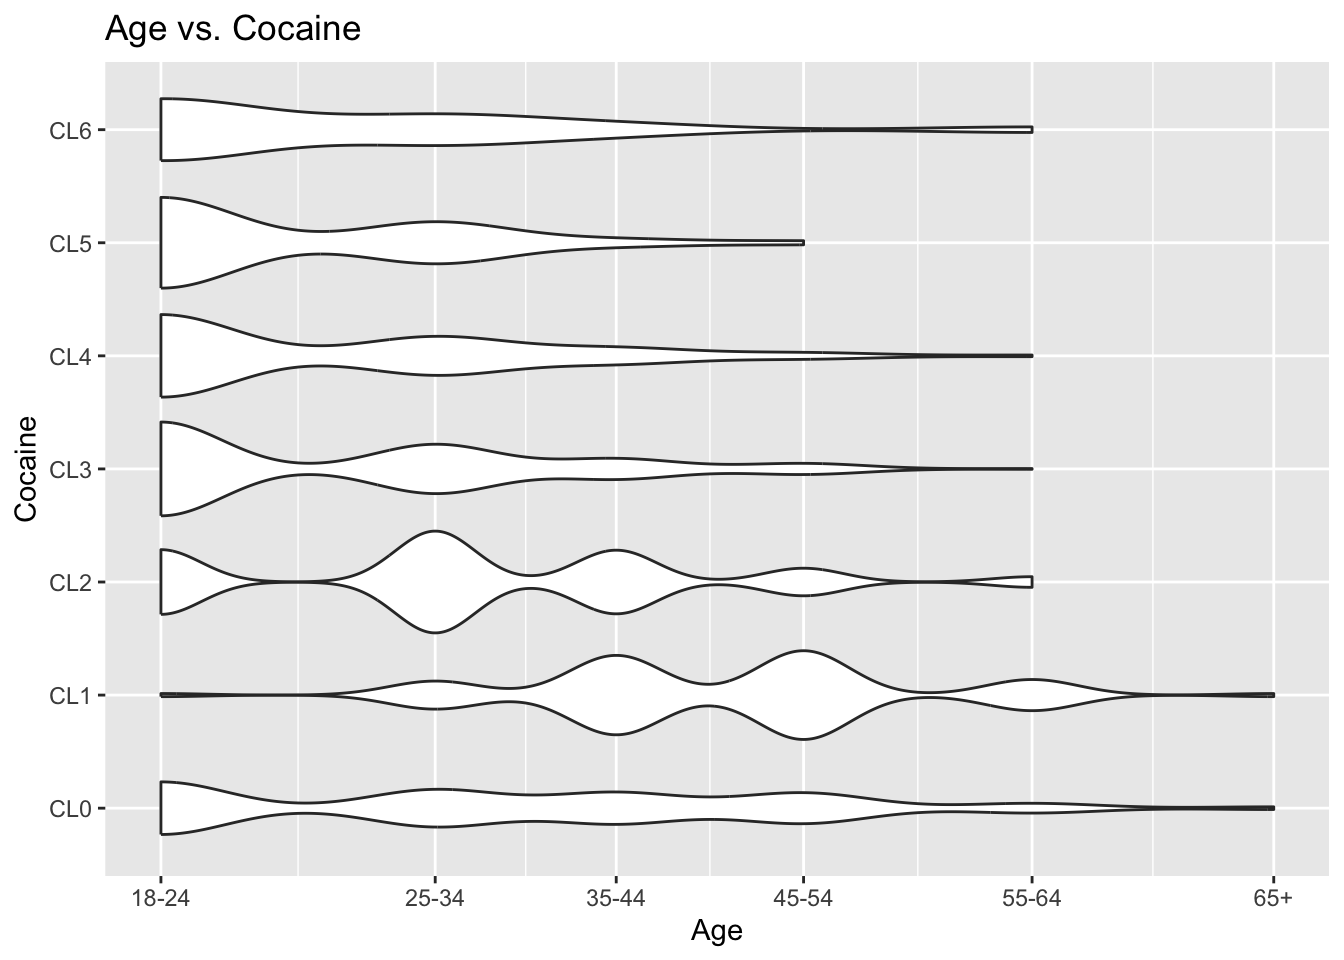 Age vs. Cocaine
CL6
CL5
CL4
CL3
CL2
CL1
CL0
Cocaine
18-24
25-34
35-44
45-54
55-64
65+
Age